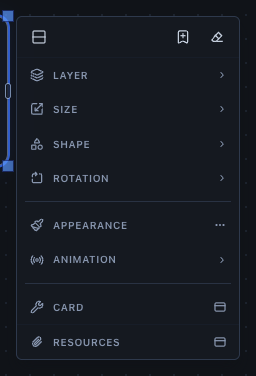 LAYER
SIZE
SHAPE
ROTATION
APPEARANCE
ANIMATION
CARD
RESOURCES